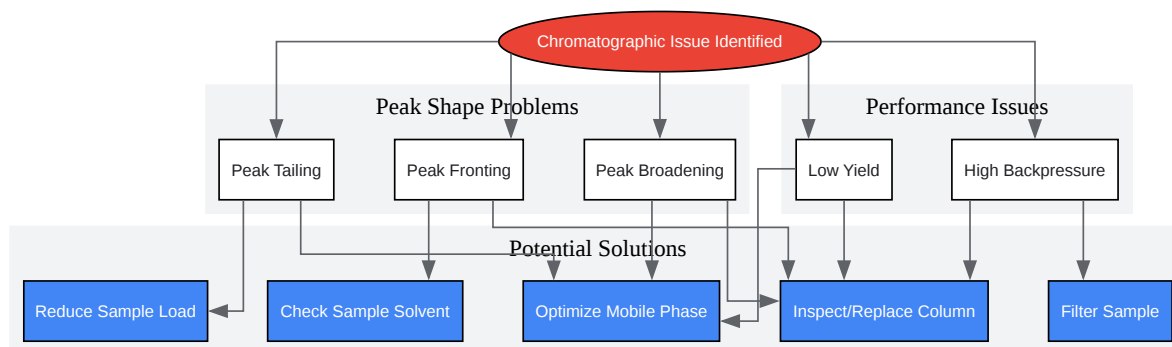 Chromatographic Issue Identified
Peak Shape Problems
Performance Issues
Peak Tailing
Peak Fronting
Peak Broadening
Low Yield
High Backpressure
Potential Solutions
Reduce Sample Load
Check Sample Solvent
Optimize Mobile Phase
Inspect/Replace Column
Filter Sample